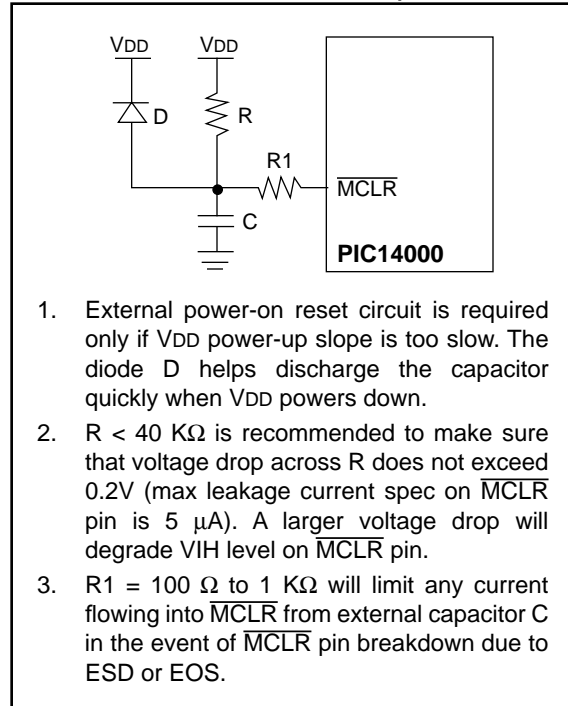 VDD VDD
D R
R1
MCLR
C
PIC14000
1. External power-on reset circuit is required
only if VDD power-up slope is too slow. The
diode D helps discharge the capacitor
quickly when VDD powers down.
2. R < 40 KΩ is recommended to make sure
that voltage drop across R does not exceed
0.2V (max leakage current spec on MCLR
pin is 5 μA). A larger voltage drop will
degrade VIH level on MCLR pin.
3. R1 = 100 Ω to 1 KΩ will limit any current
flowing into MCLR from external capacitor C
in the event of MCLR pin breakdown due to
ESD or EOS.